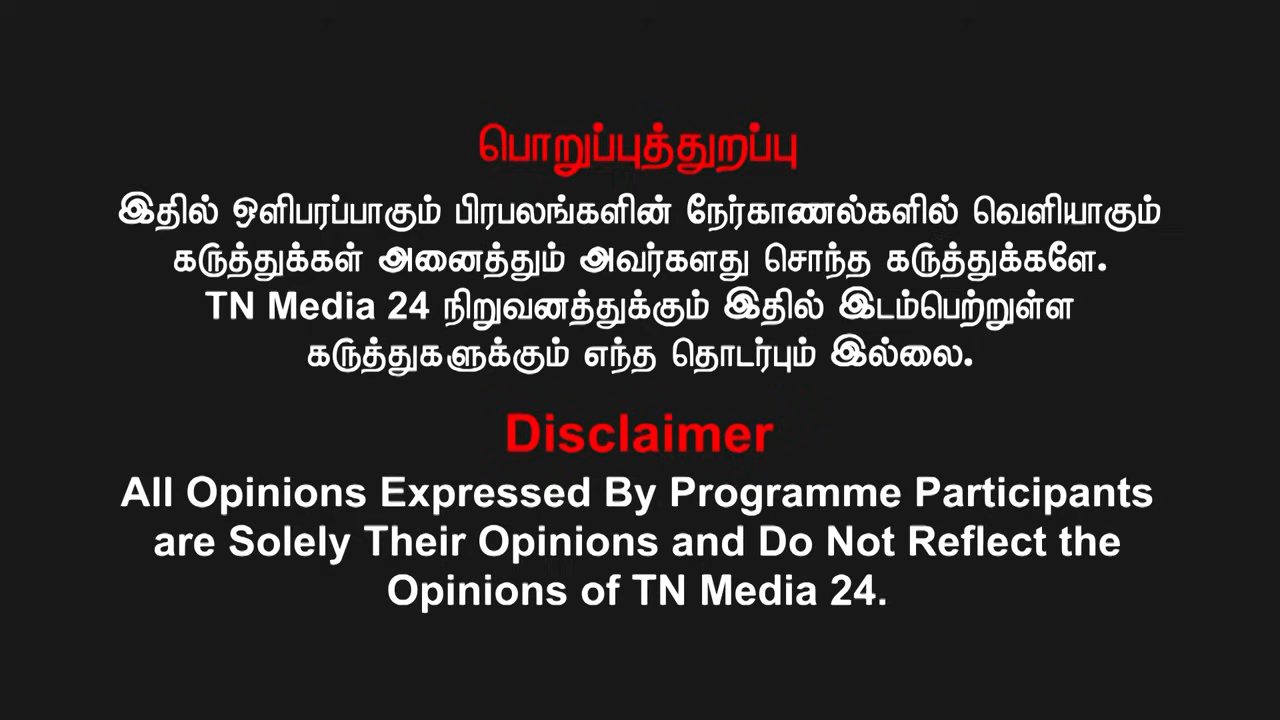 பொறுப்புத்துறப்பு
இதில் ஒளிபரப்பாகும் பிரபலங்களின் நேர்காணல்களில் வெளியாகும்
கருத்துக்கள் அனைத்தும் அவர்களது சொந்த கருத்துக்களே.
TN Media 24 நிறுவனத்துக்கும் இதில் இடம்பெற்றுள்ள
கருத்துகளுக்கும் எந்த தொடர்பும் இல்லை.
Disclaimer
All Opinions Expressed By Programme Participants
are Solely Their Opinions and Do Not Reflect the
Opinions of TN Media 24.